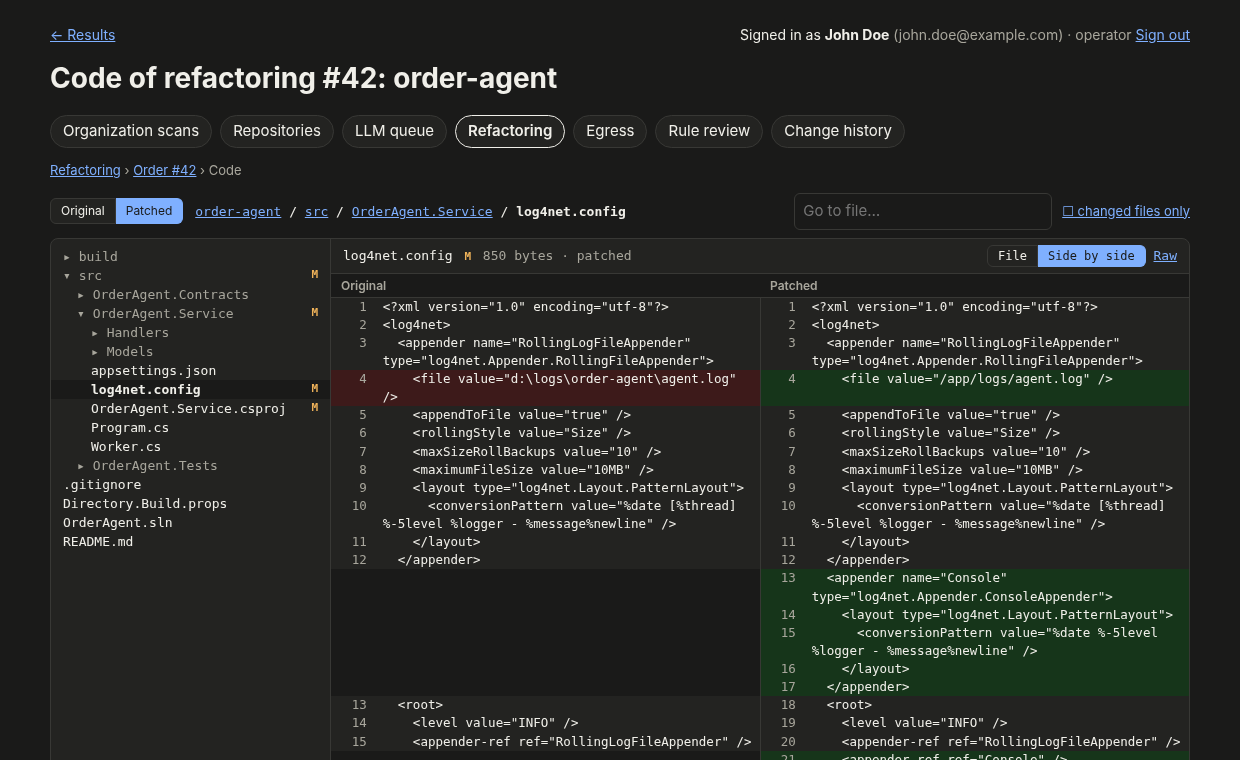 ← Results
Signed in as John Doe (john.doe@example.com) · operator Sign out
Code of refactoring #42: order-agent
Organization scans
Repositories
LLM queue
Refactoring
Egress
Rule review
Change history
Refactoring › Order #42 › Code
Original
Patched
order-agent / src / OrderAgent.Service / log4net.config
Go to file...
☐ changed files only
▸ build
▾ src M
▸ OrderAgent.Contracts
▾ OrderAgent.Service M
▸ Handlers
▸ Models
appsettings.json
log4net.config M
OrderAgent.Service.csproj M
Program.cs
Worker.cs
▸ OrderAgent.Tests
.gitignore
Directory.Build.props
OrderAgent.sln
README.md
log4net.config M 850 bytes · patched
File
Side by side
Raw
Original
1 <?xml version="1.0" encoding="utf-8"?>
2 <log4net>
3 <appender name="RollingLogFileAppender"
type="log4net.Appender.RollingFileAppender">
4 <file value="d:\logs\order-agent\agent.log"
/>
5 <appendToFile value="true" />
6 <rollingStyle value="Size" />
7 <maxSizeRollBackups value="10" />
8 <maximumFileSize value="10MB" />
9 <layout type="log4net.Layout.PatternLayout">
10 <conversionPattern value="%date [%thread]
%-5level %logger - %message%newline" />
11 </layout>
12 </appender>
13 <root>
14 <level value="INFO" />
15 <appender-ref ref="RollingLogFileAppender" />
Patched
1 <?xml version="1.0" encoding="utf-8"?>
2 <log4net>
3 <appender name="RollingLogFileAppender"
type="log4net.Appender.RollingFileAppender">
4 <file value="/app/logs/agent.log" />
5 <appendToFile value="true" />
6 <rollingStyle value="Size" />
7 <maxSizeRollBackups value="10" />
8 <maximumFileSize value="10MB" />
9 <layout type="log4net.Layout.PatternLayout">
10 <conversionPattern value="%date [%thread]
%-5level %logger - %message%newline" />
11 </layout>
12 </appender>
13 <appender name="Console"
type="log4net.Appender.ConsoleAppender">
14 <layout type="log4net.Layout.PatternLayout">
15 <conversionPattern value="%date %-5level
%logger - %message%newline" />
16 </layout>
17 </appender>
18 <root>
19 <level value="INFO" />
20 <appender-ref ref="RollingLogFileAppender" />
21 <appender-ref ref="Console" />